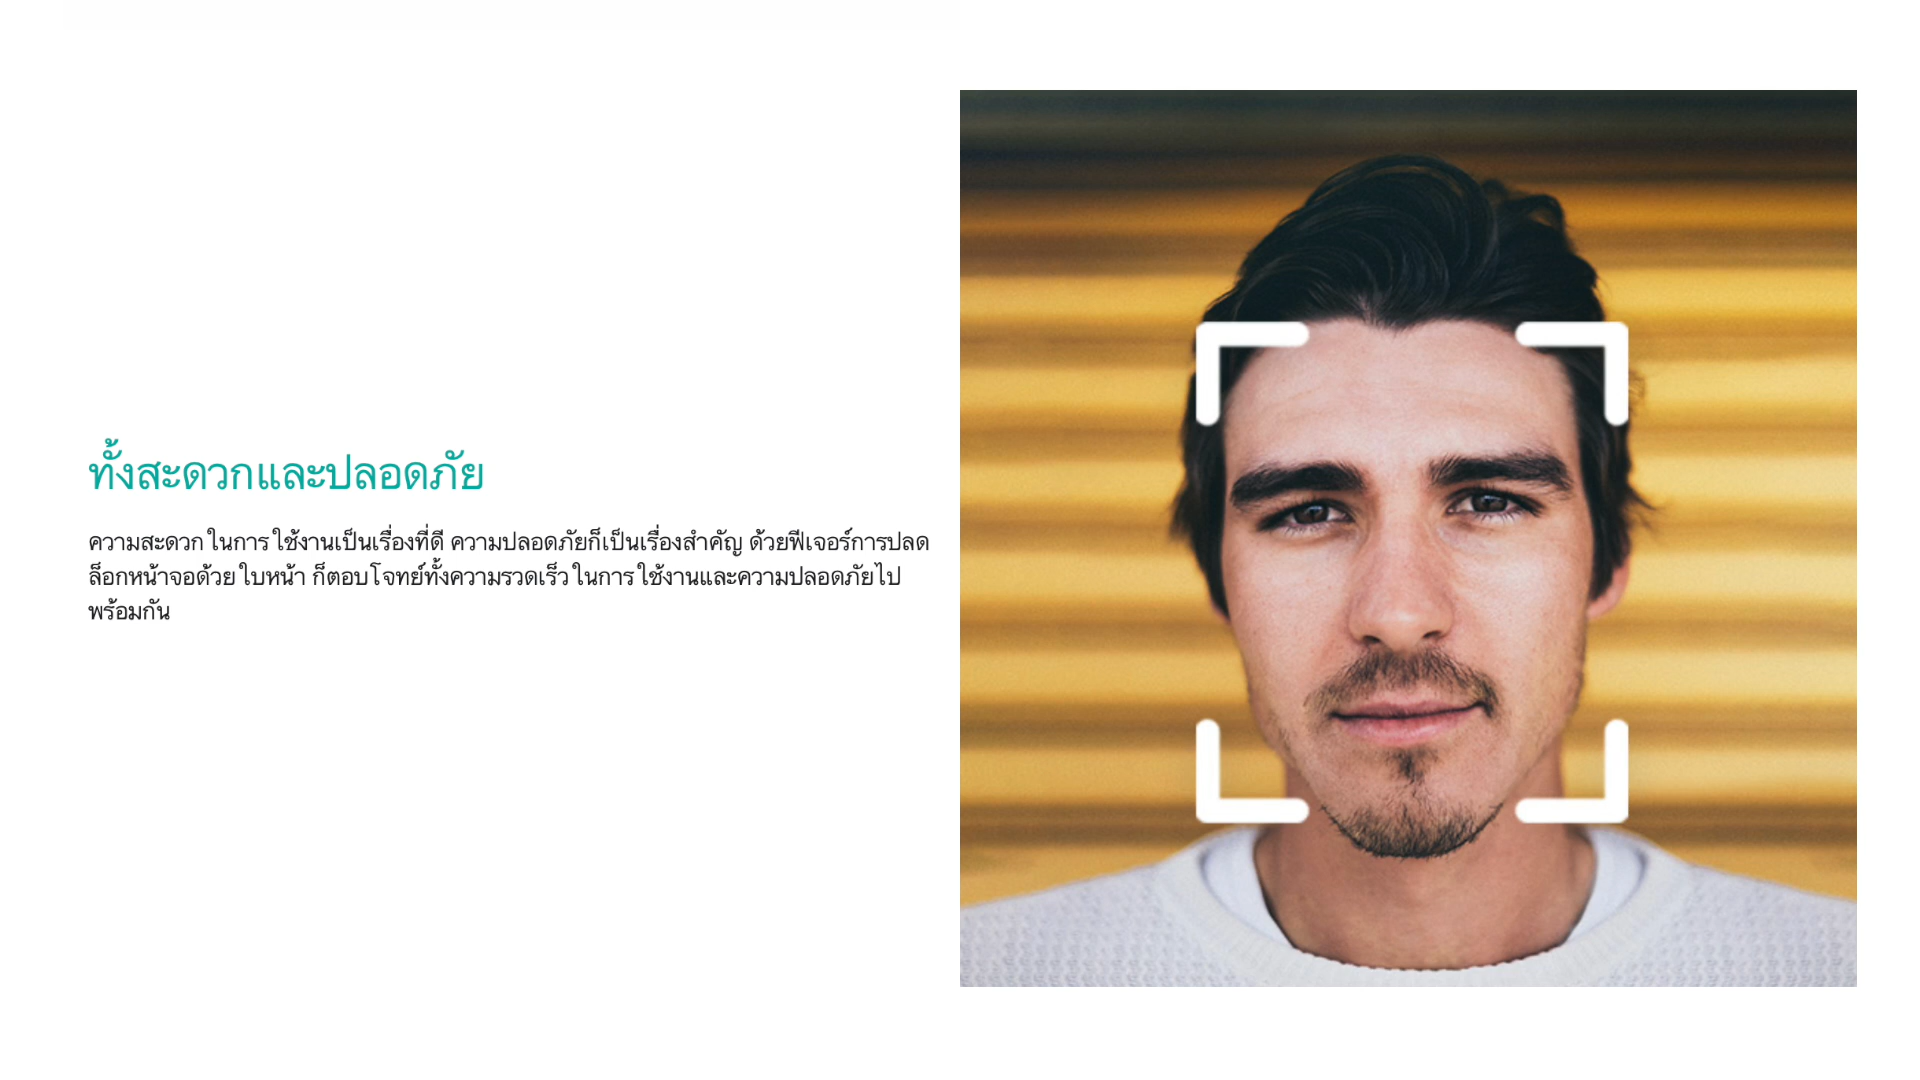 ทั้งสะดวกและปลอดภัย
ความสะดวกในการใช้งานเป็นเรื่องที่ดี ความปลอดภัยก็เป็นเรื่องสำคัญ ด้วยฟีเจอร์การปลด
ล็อกหน้าจอด้วยใบหน้า ก็ตอบโจทย์ทั้งความรวดเร็วในการใช้งานและความปลอดภัยไป
พร้อมกัน